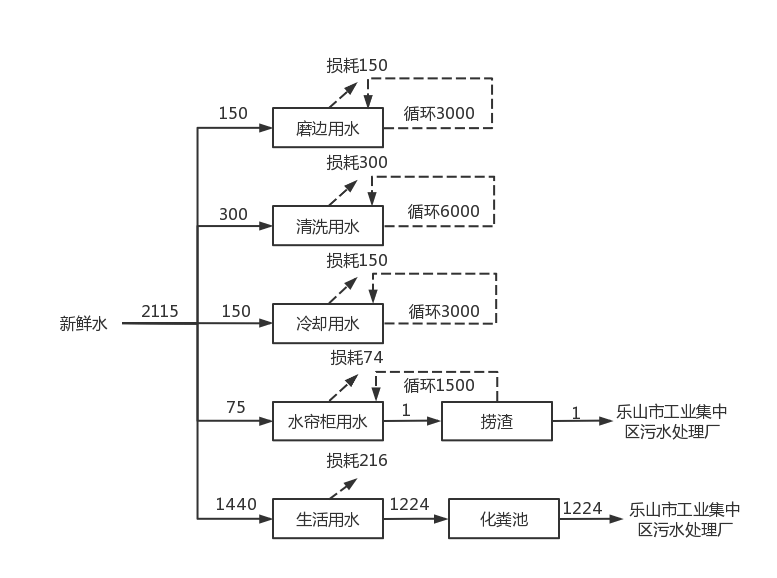 损耗150
150
循环3000
磨边用水
损耗300
300
循环6000
清洗用水
损耗150
新鲜水
2115
150
循环3000
冷却用水
损耗74
循环1500
75
水帘柜用水
1
捞渣
1
乐山市工业集中
区污水处理厂
损耗216
1440
生活用水
1224
化粪池
1224
乐山市工业集中
区污水处理厂